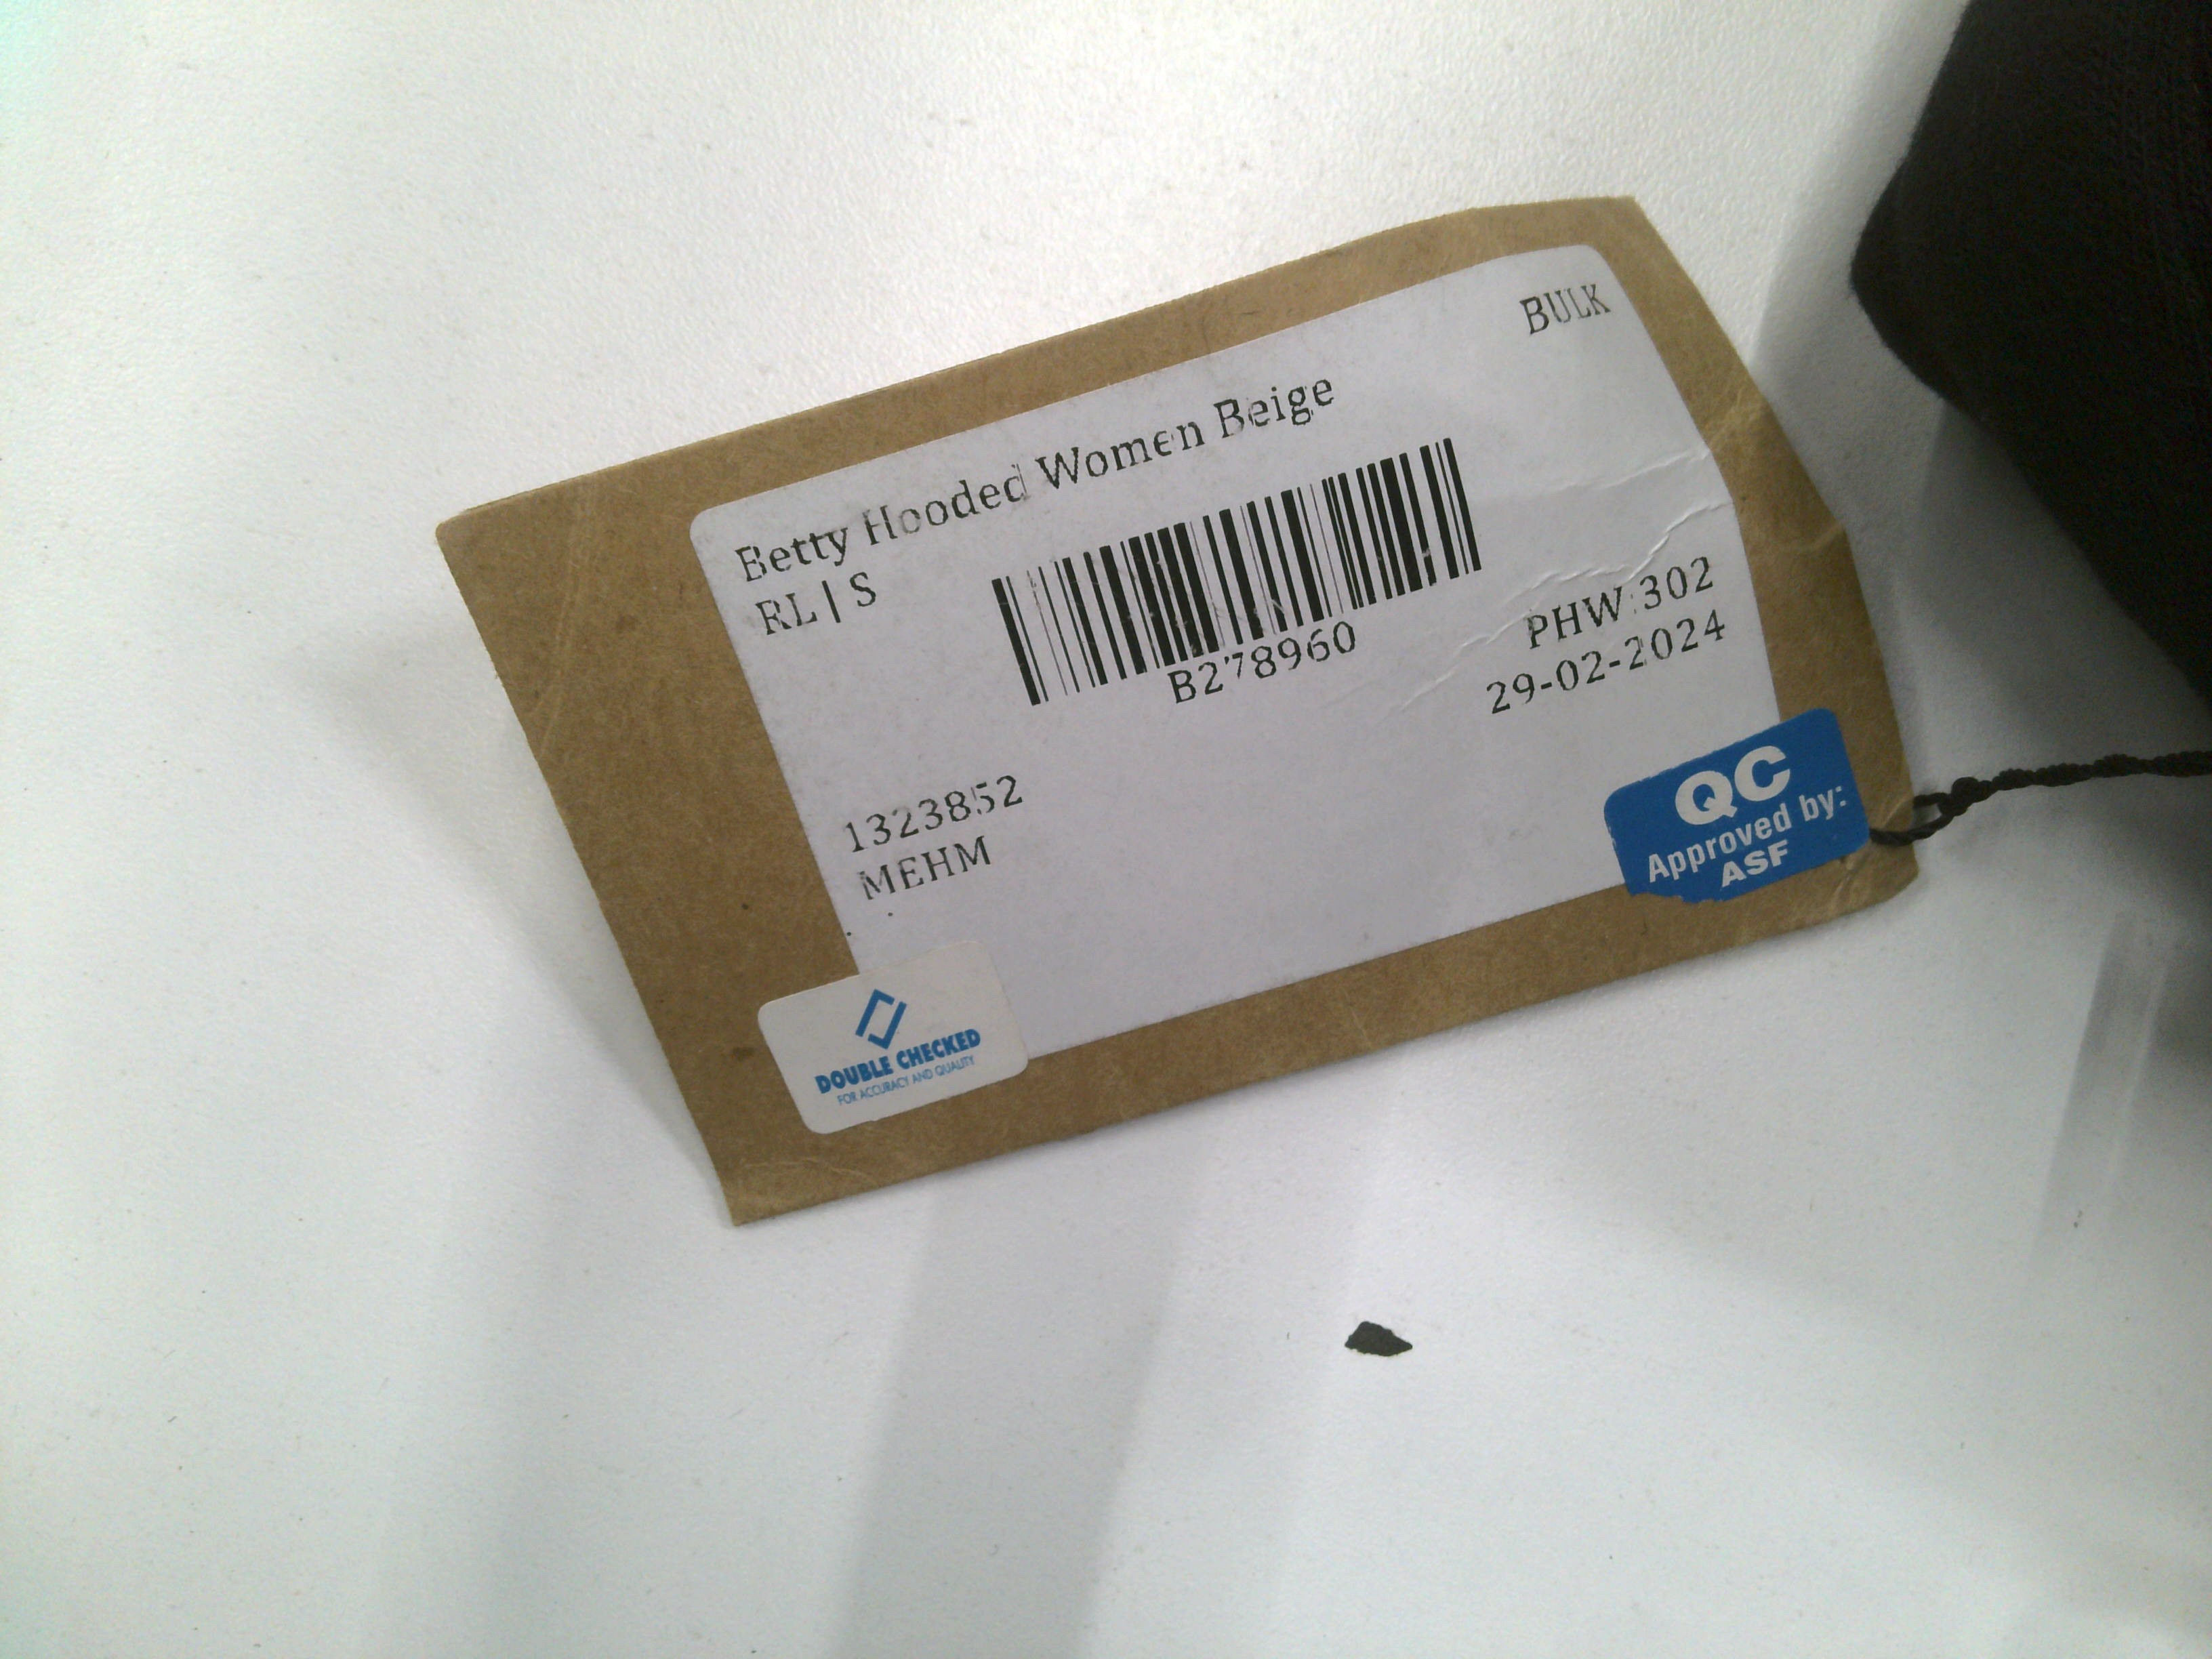 BULK
Betty Hooded Women Beige
RL | S
B278960
PHW 302
29-02-2024
1323852
MEHM
QC
Approved by:
ASF
DOUBLE CHECKED
FOR ACCURACY AND QUALITY